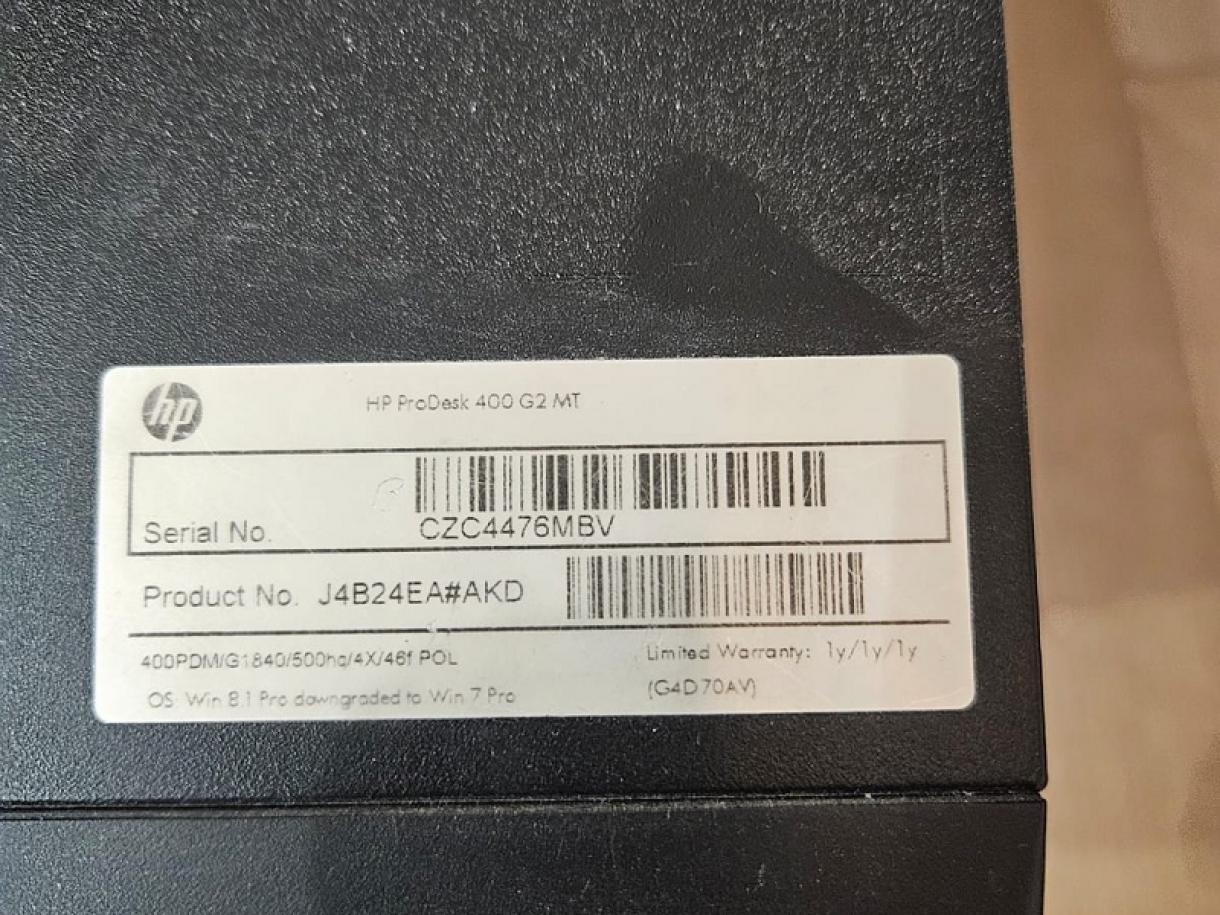 hp
HP ProDesk 400 G2 MT
Serial No.
CZC4476MBV
Product No. J4B24EA#AKD
400PDM/G1840/500hq/4X/46f POL
Limited Warranty: 1y/1y/1y
OS: Win 8.1 Pro downgraded to Win 7 Pro
(G4D70AV)